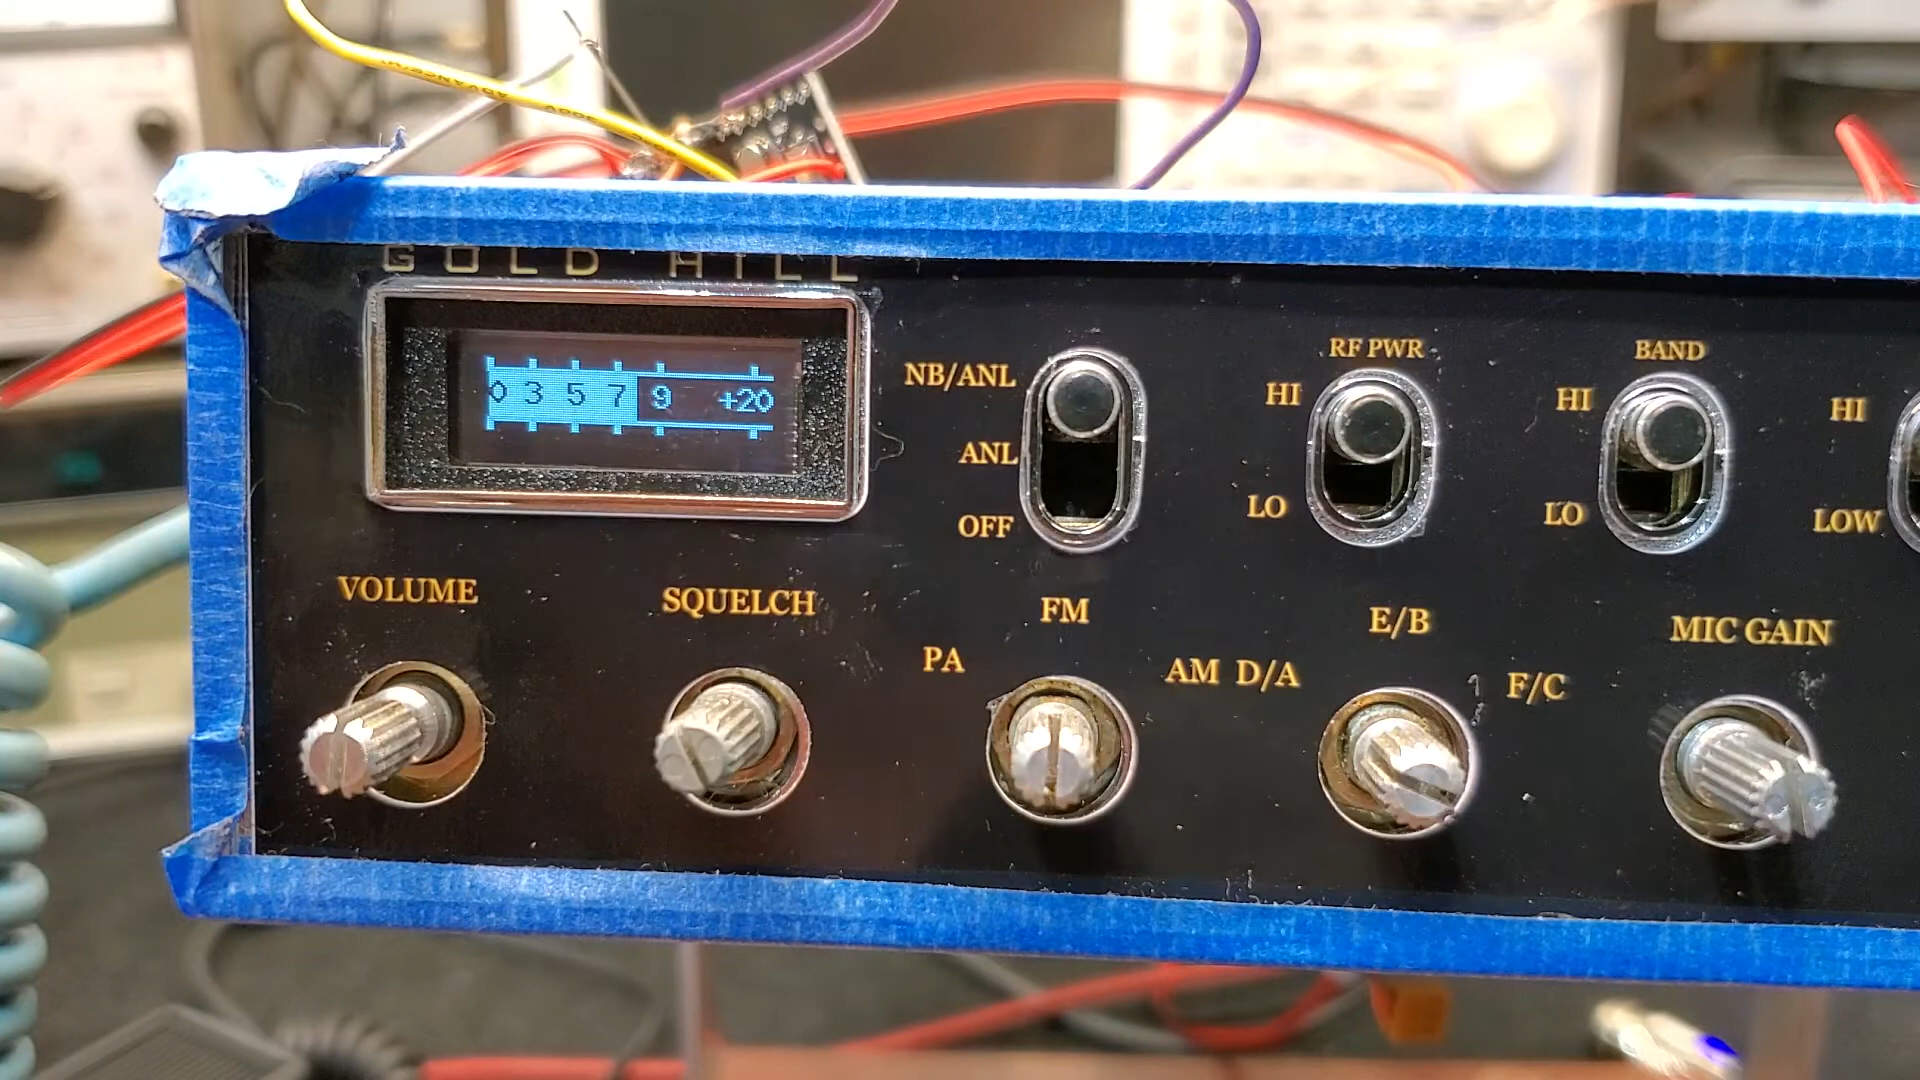 GOLD HILL
0 3 5 7 9 +20
NB/ANL
ANL
OFF
RF PWR
HI
LO
BAND
HI
LO
HI
LOW
VOLUME
SQUELCH
FM
PA
AM
E/B
D/A
F/C
MIC GAIN